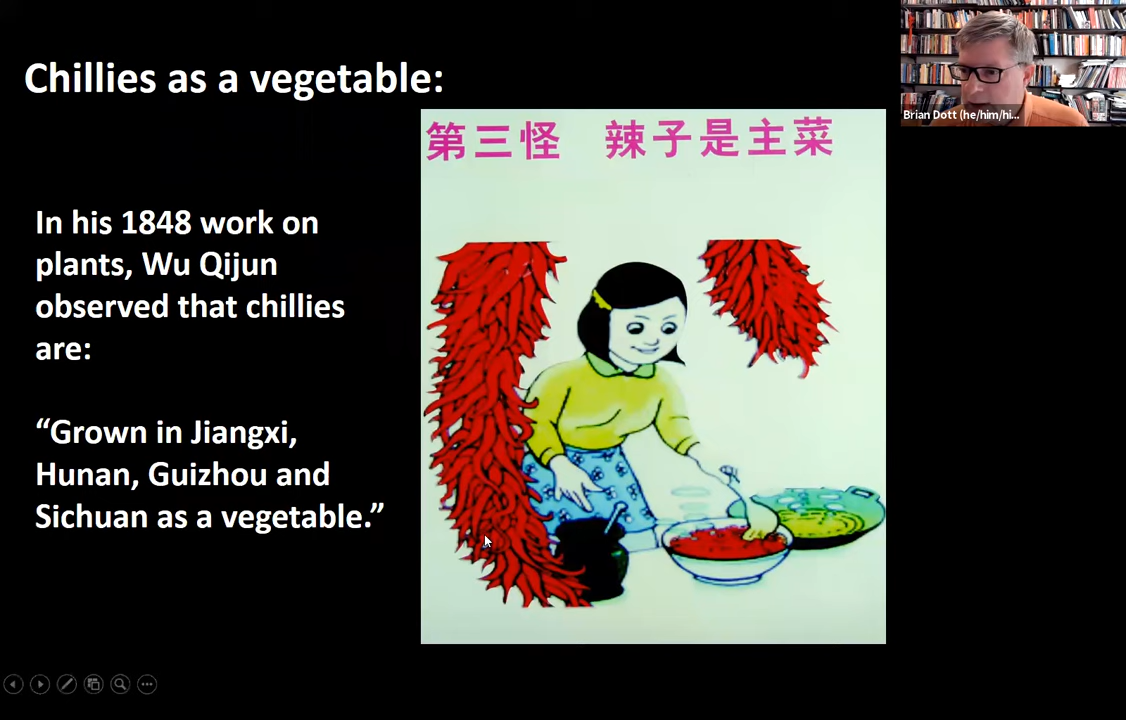 Chillies as a vegetable:
Brian Dott (he/him/hi...
第三怪 辣子是主菜
In his 1848 work on
plants, Wu Qijun
observed that chillies
are:
“Grown in Jiangxi,
Hunan, Guizhou and
Sichuan as a vegetable.”